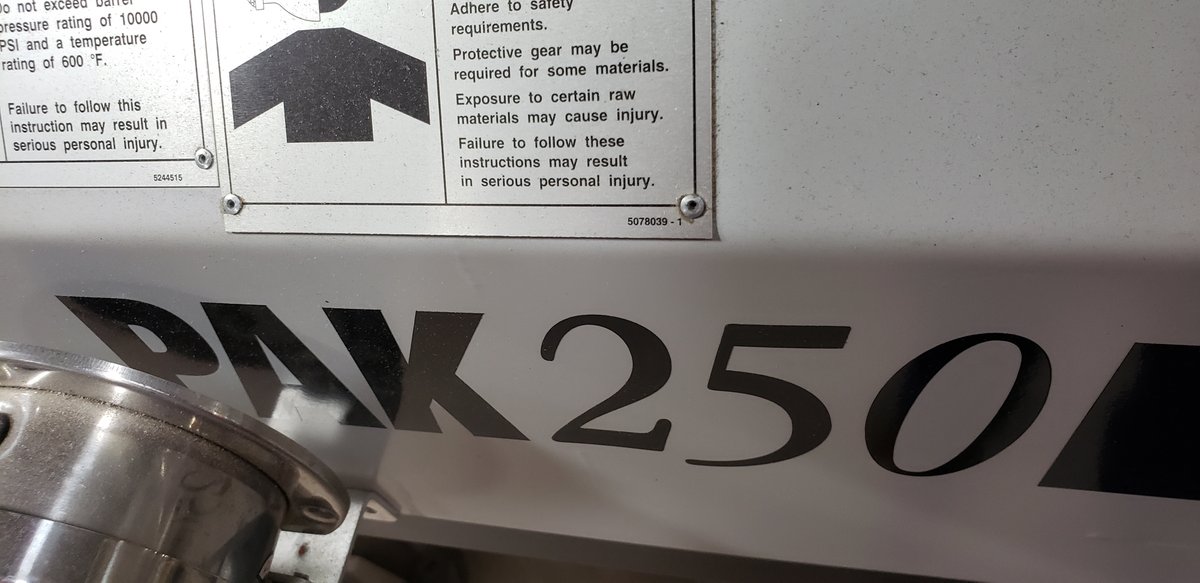 Do not exceed barrel
pressure rating of 10000
PSI and a temperature
rating of 600 °F.
Failure to follow this
instruction may result in
serious personal injury.
5244515
Adhere to safety
requirements.
Protective gear may be
required for some materials.
Exposure to certain raw
materials may cause injury.
Failure to follow these
instructions may result
in serious personal injury.
5078039 - 1
PAK250